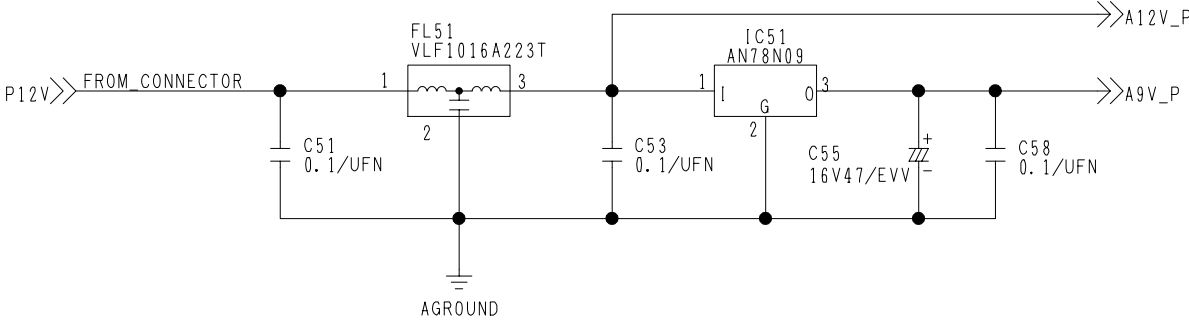 A12V_P
FL51
VLF1016A223T
IC51
AN78N09
P12V
FROM_CONNECTOR
1
3
1
I
O
3
A9V_P
G
2
2
C51
0.1/UFN
C53
0.1/UFN
C55
16V47/EVV
+
-
C58
0.1/UFN
AGROUND